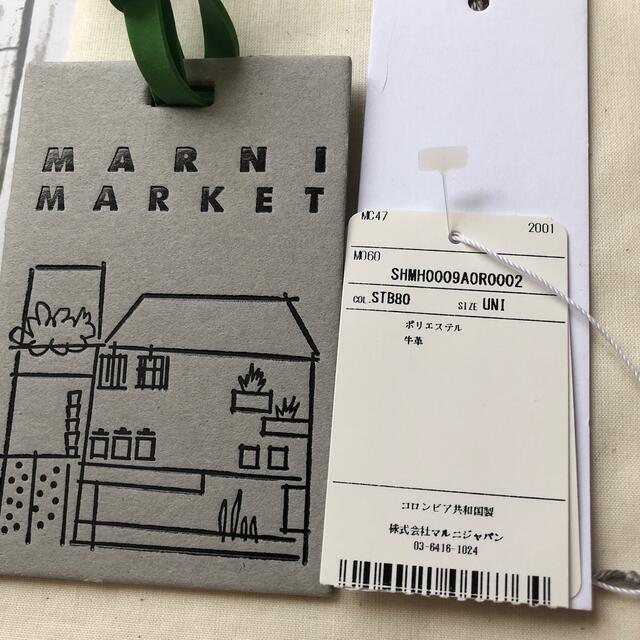 MARNI
MARKET
MC47 2001
M060
SHMH0009A0R0002
COL. STB80 SIZE UNI
ポリエステル
牛革
コロンビア共和国製
株式会社マルニジャパン
03-6416-1024